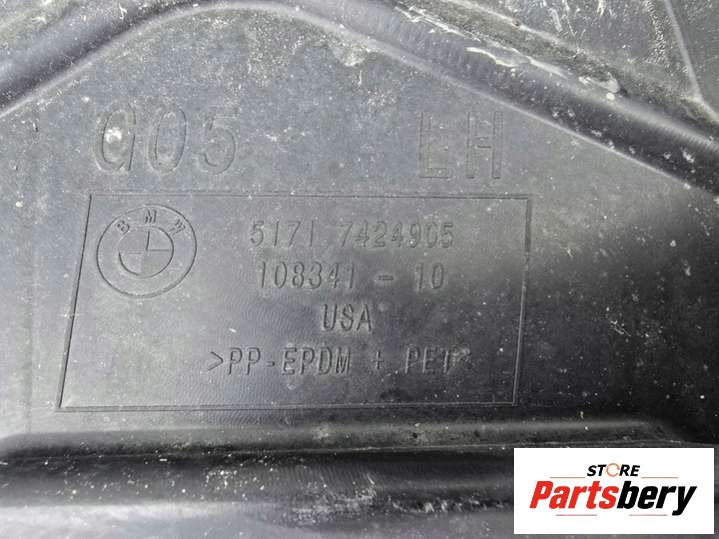 G05 LH
BMW
5171 7424905
108341 - 10
USA
>PP-EPDM + PET<
STORE
Partsbery